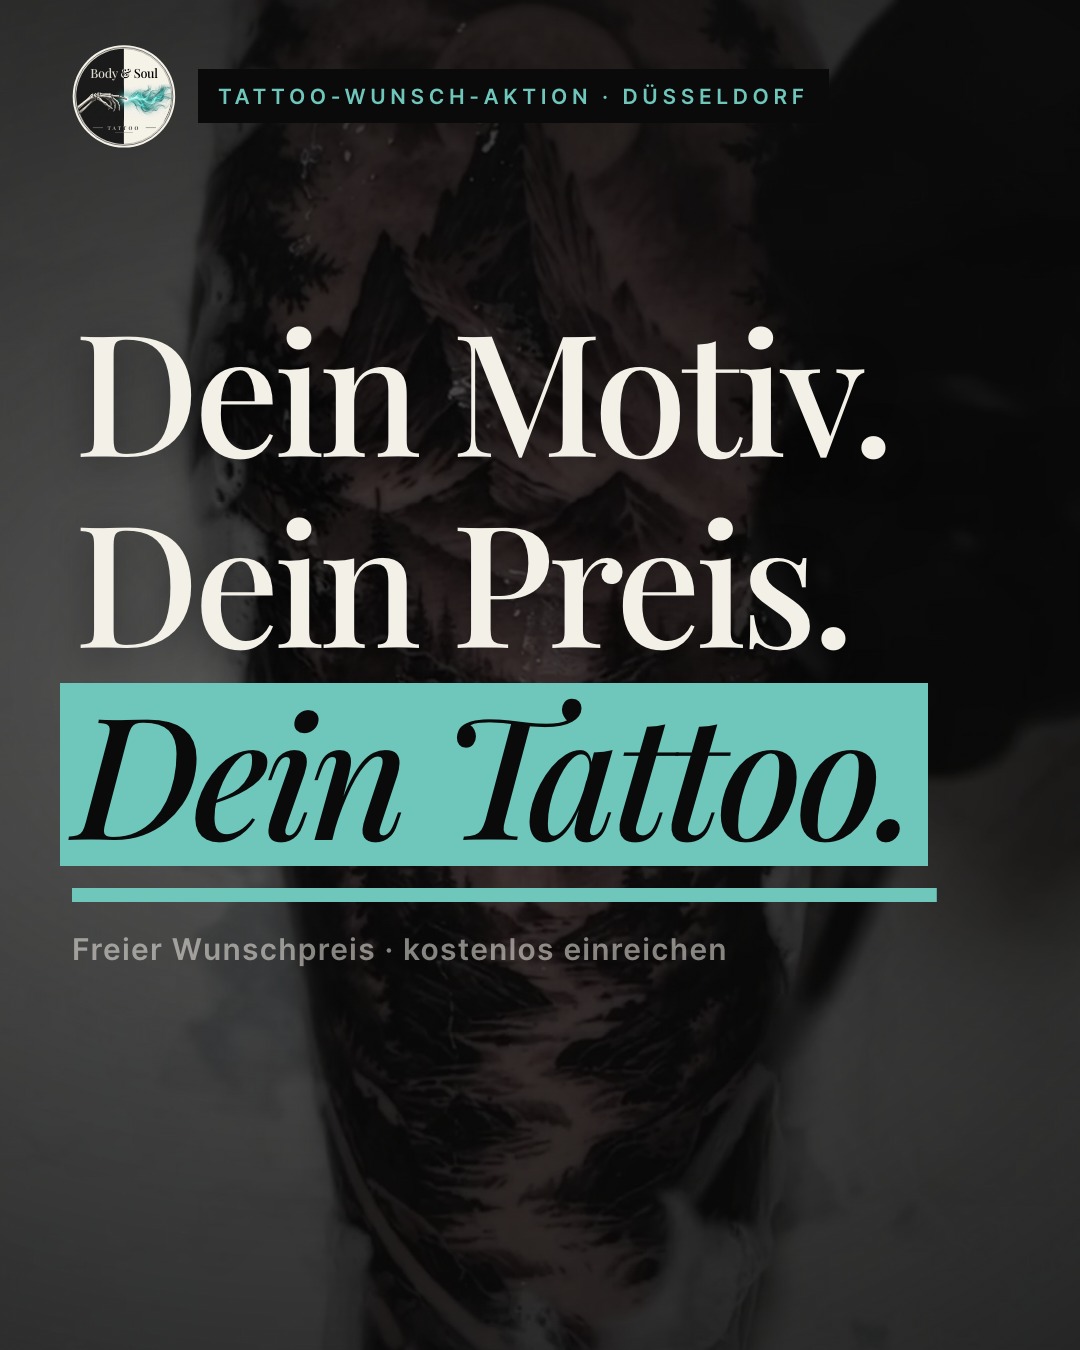 Body & Soul
TATTOO
TATTOO-WUNSCH-AKTION · DÜSSELDORF
Dein Motiv.
Dein Preis.
Dein Tattoo.
Freier Wunschpreis · kostenlos einreichen